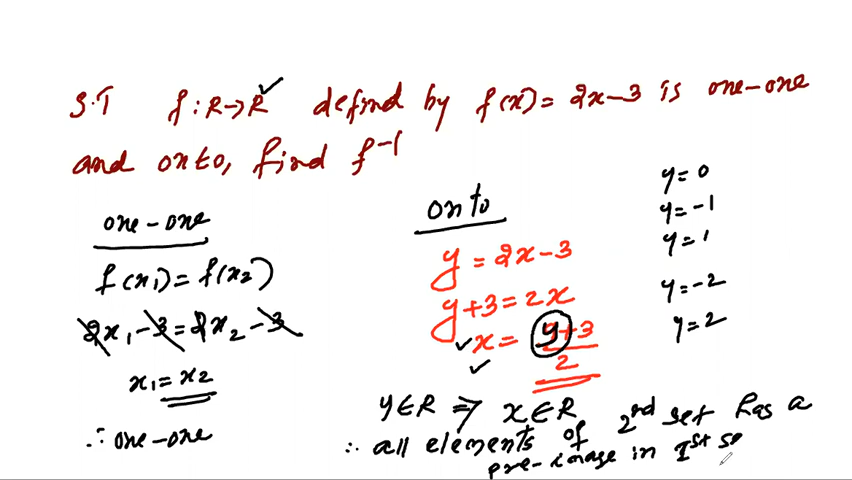 S.T f : R→R defind by f(x) = 2x-3 is one-one
and onto, find f⁻¹
one-one
f(x₁) = f(x₂)
2x₁ - 3 = 2x₂ - 3
x₁ = x₂
∴ one-one
onto
y = 2x-3
y+3 = 2x
x = y+3
2
y∈R ⇒ x∈R
∴ all elements of 2nd set has a
pre-image in 1st se
y = 0
y = -1
y = 1
y = -2
y = 2